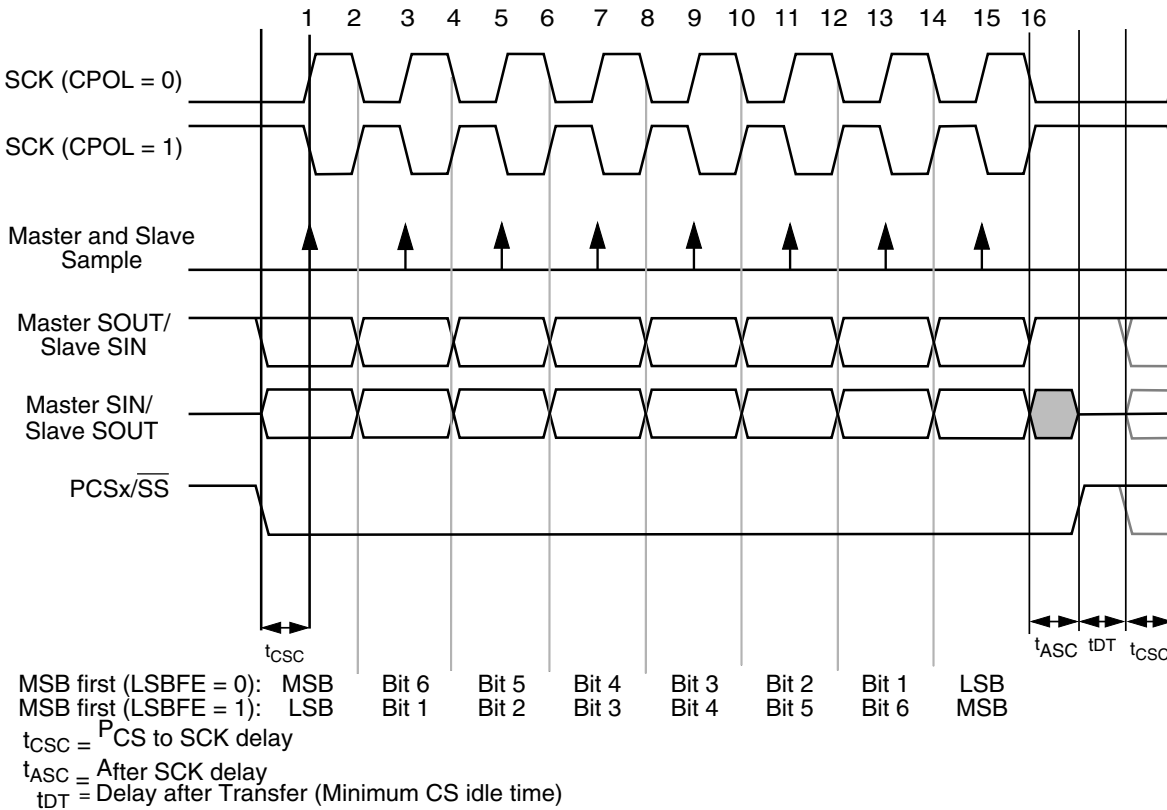 1 2 3 4 5 6 7 8 9 10 11 12 13 14 15 16
SCK (CPOL = 0)
SCK (CPOL = 1)
Master and Slave
Sample
Master SOUT/
Slave SIN
Master SIN/
Slave SOUT
PCSx/SS
tCSC tASC tDT tCSC
MSB first (LSBFE = 0): MSB Bit 6 Bit 5 Bit 4 Bit 3 Bit 2 Bit 1 LSB
MSB first (LSBFE = 1): LSB Bit 1 Bit 2 Bit 3 Bit 4 Bit 5 Bit 6 MSB
tCSC = PCS to SCK delay
tASC = After SCK delay
tDT = Delay after Transfer (Minimum CS idle time)